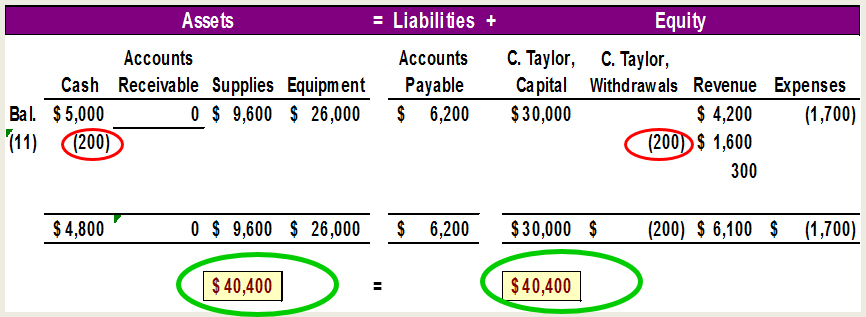 Assets = Liabilities + Equity
Accounts Accounts C. Taylor, C. Taylor,
Cash Receivable Supplies Equipment Payable Capital Withdrawals Revenue Expenses
Bal. $ 5,000 0 $ 9,600 $ 26,000 $ 6,200 $ 30,000 $ 4,200 (1,700)
(11) (200) (200) $ 1,600
300
$ 4,800 0 $ 9,600 $ 26,000 $ 6,200 $ 30,000 $ (200) $ 6,100 $ (1,700)
$ 40,400 = $ 40,400